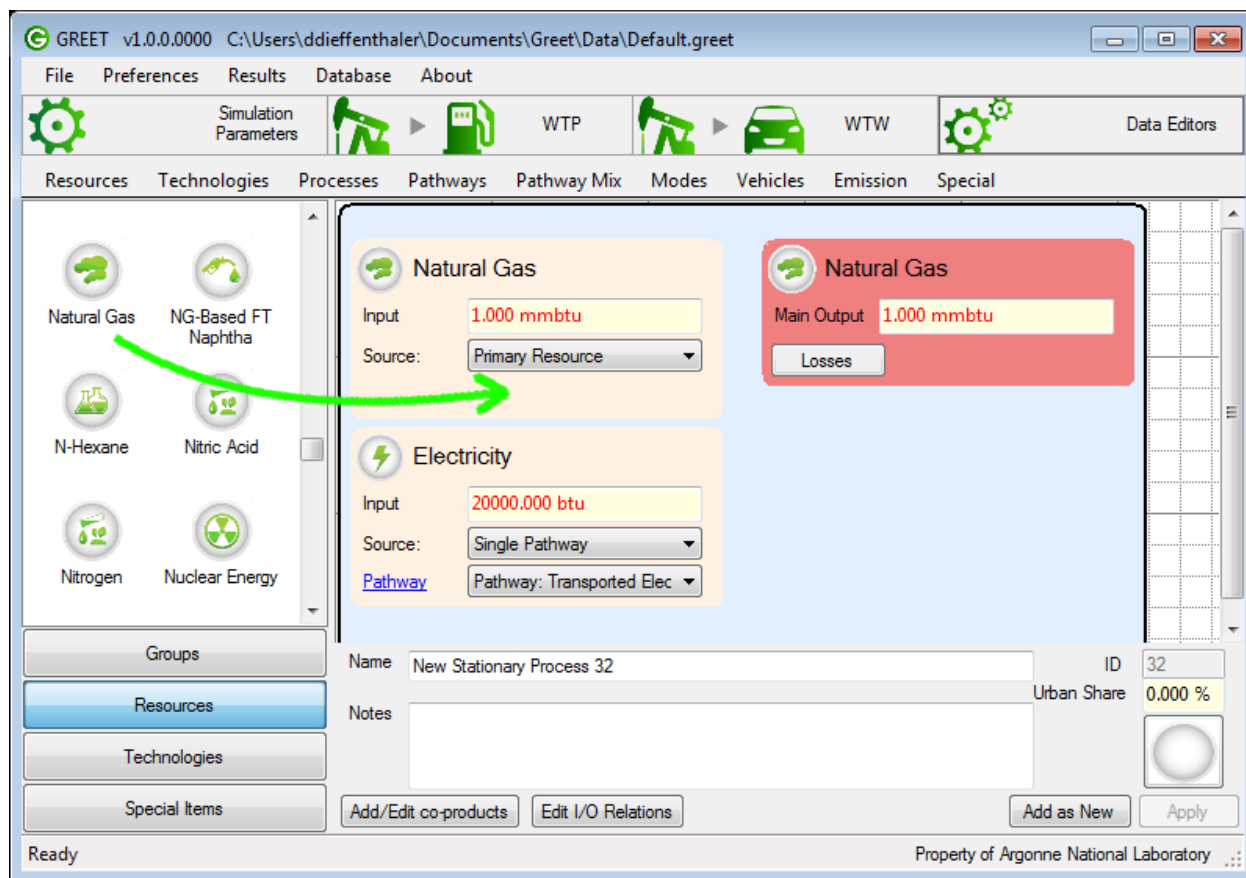 GREET v1.0.0.0000 C:\Users\ddieffenthaler\Documents\Greet\Data\Default.greet
File Preferences Results Database About
Simulation
Parameters
WTP
WTW
Data Editors
Resources Technologies Processes Pathways Pathway Mix Modes Vehicles Emission Special
Natural Gas
NG-Based FT
Naphtha
N-Hexane
Nitric Acid
Nitrogen
Nuclear Energy
Groups
Resources
Technologies
Special Items
Natural Gas
Input 1.000 mmbtu
Source: Primary Resource
Electricity
Input 20000.000 btu
Source: Single Pathway
Pathway Pathway: Transported Elec
Natural Gas
Main Output 1.000 mmbtu
Losses
Name New Stationary Process 32
ID 32
Urban Share 0.000 %
Notes
Add/Edit co-products Edit I/O Relations Add as New Apply
Ready Property of Argonne National Laboratory